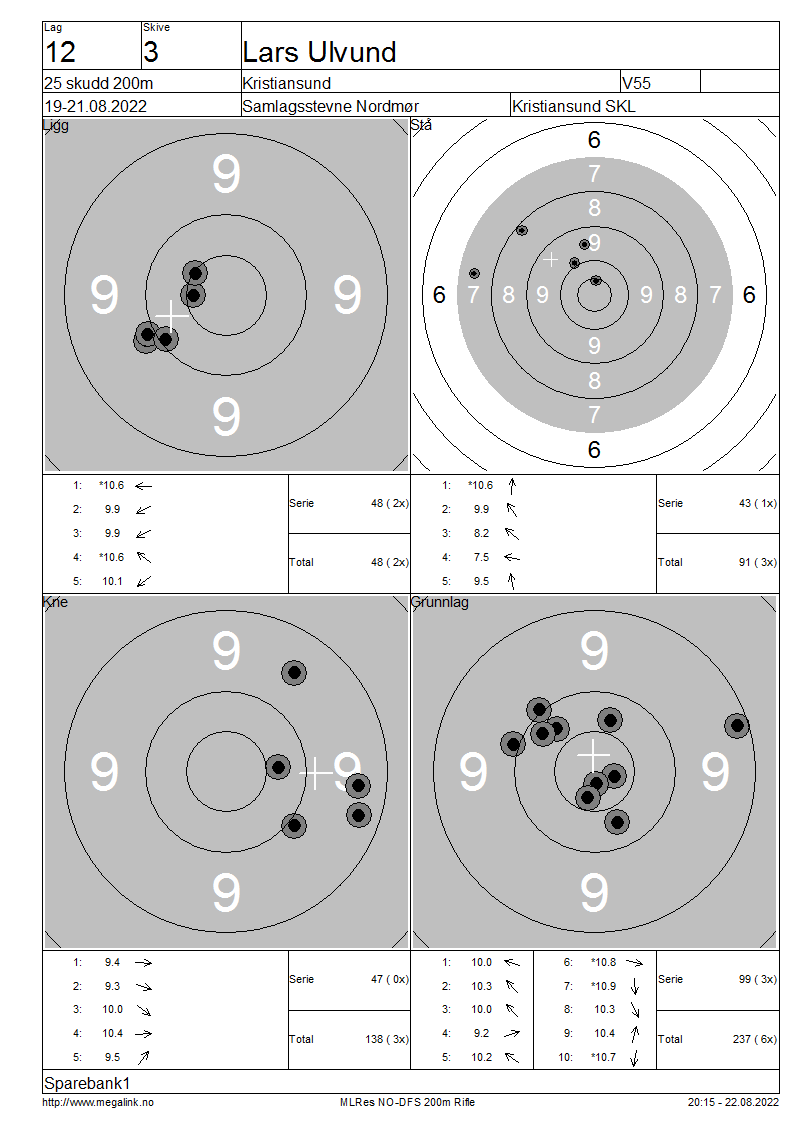 Lag Skive
12 3 Lars Ulvund
25 skudd 200m Kristiansund V55
19-21.08.2022 Samlagsstevne Nordmør Kristiansund SKL
Ligg
9
9 9
9
Stå
6
7
8
9
6 7 8 9 9 8 7 6
9
8
7
6
1: *10.6
2: 9.9
3: 9.9
4: *10.6
5: 10.1
Serie 48 ( 2x)
Total 48 ( 2x)
1: *10.6
2: 9.9
3: 8.2
4: 7.5
5: 9.5
Serie 43 ( 1x)
Total 91 ( 3x)
Kne
9
9 9
9
Grunnlag
9
9 9
9
1: 9.4
2: 9.3
3: 10.0
4: 10.4
5: 9.5
Serie 47 ( 0x)
Total 138 ( 3x)
1: 10.0 6: *10.8
2: 10.3 7: *10.9
3: 10.0 8: 10.3
4: 9.2 9: 10.4
5: 10.2 10: *10.7
Serie 99 ( 3x)
Total 237 ( 6x)
Sparebank1
http://www.megalink.no MLRes NO-DFS 200m Rifle 20:15 - 22.08.2022